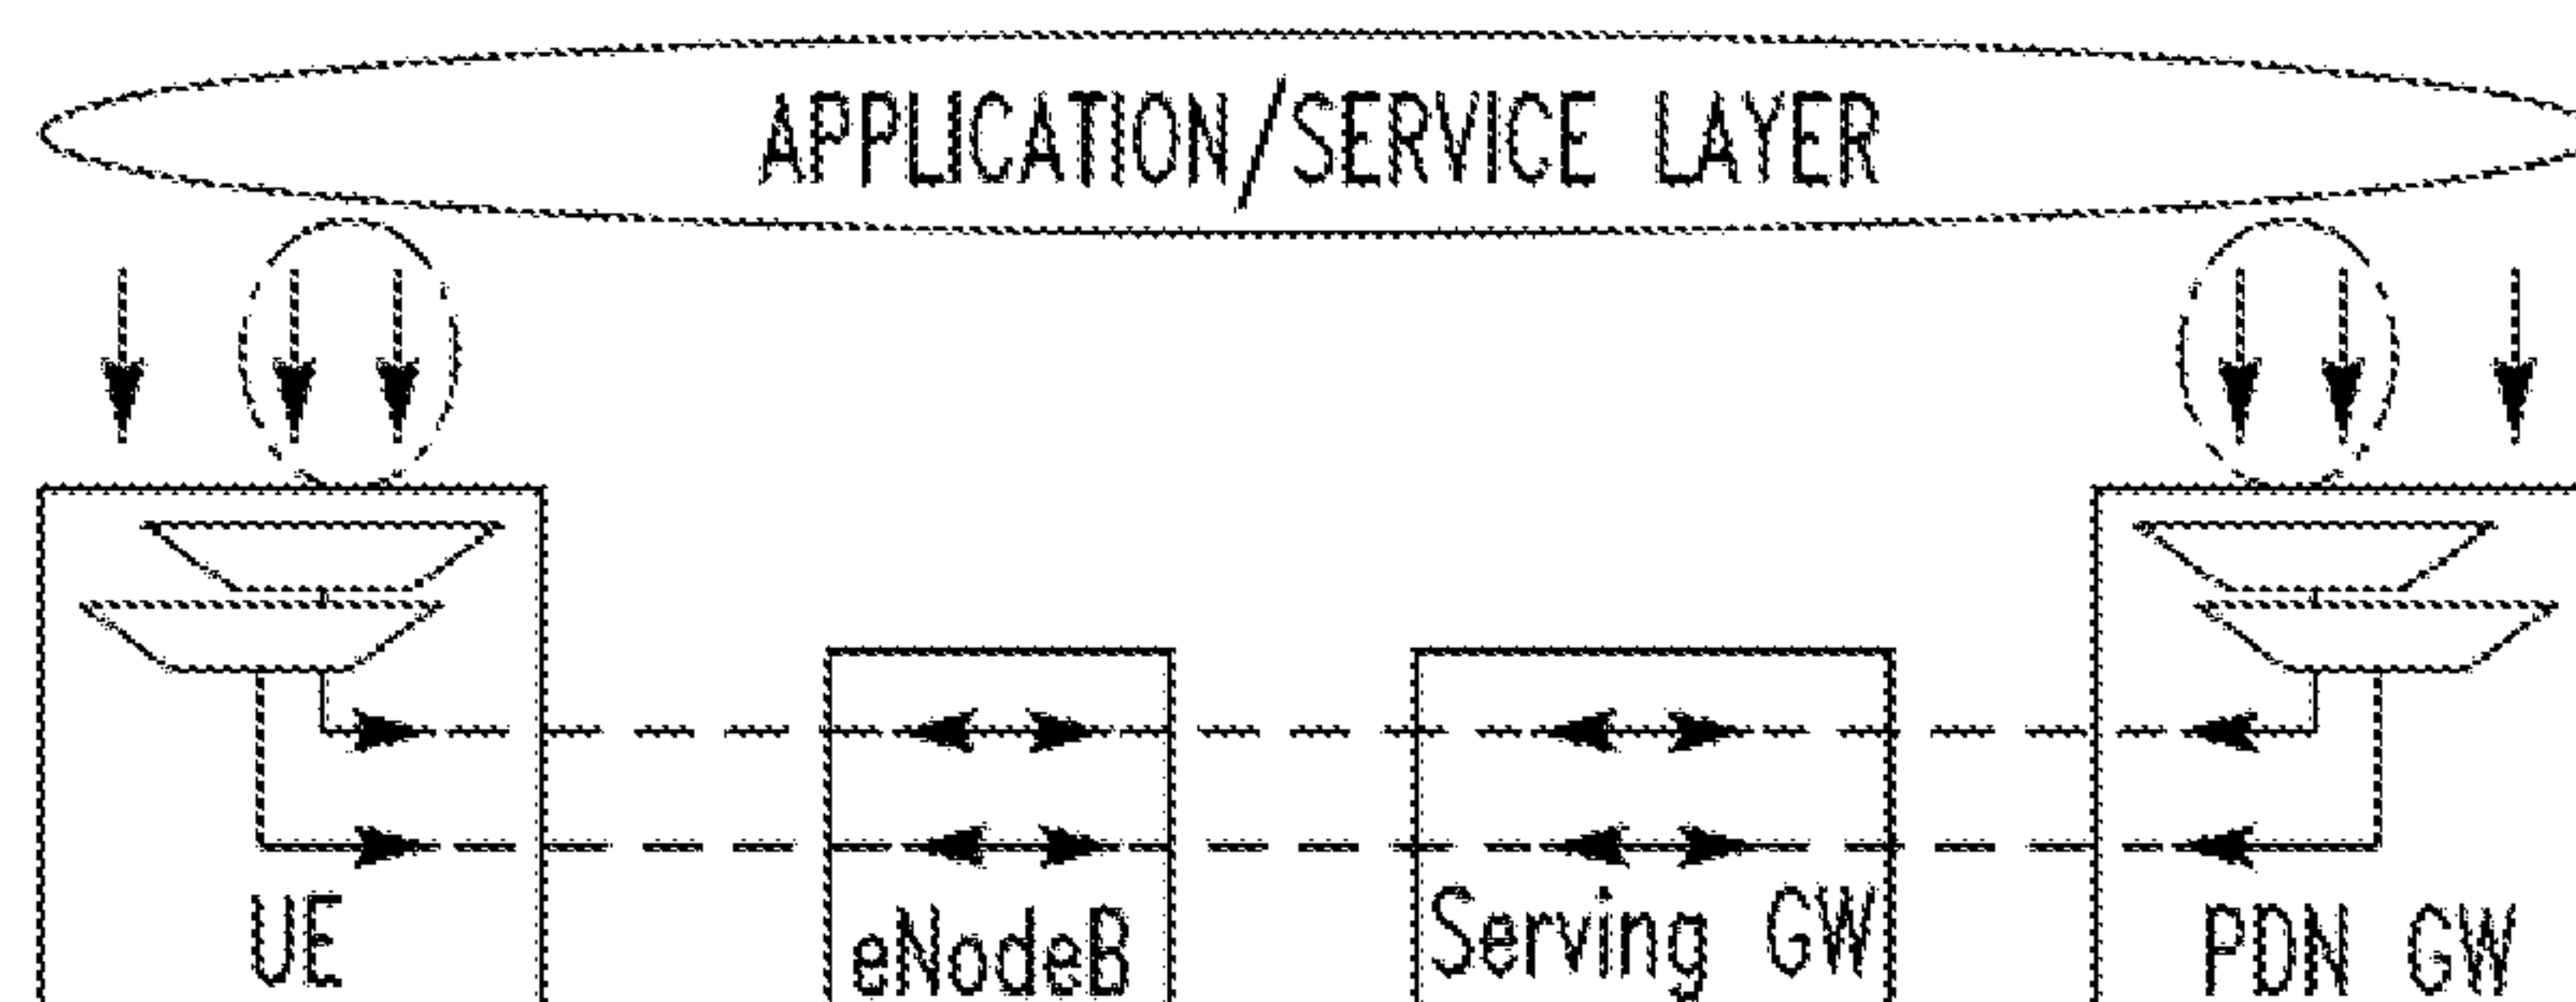 APPLICATION/SERVICE LAYER
UE
eNodeB
Serving GW
PDN GW